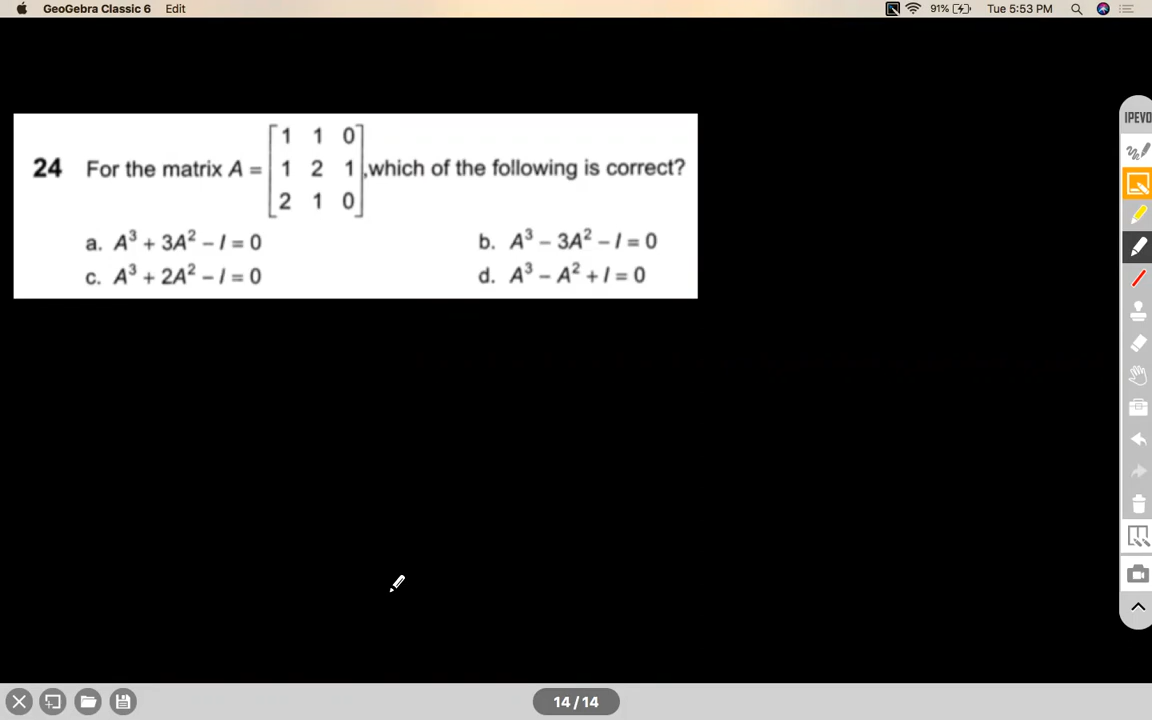 GeoGebra Classic 6 Edit 91% Tue 5:53 PM
IPEVO
24 For the matrix A = [1 1 0
1 2 1
2 1 0] ,which of the following is correct?
a. A³ + 3A² – I = 0 b. A³ – 3A² – I = 0
c. A³ + 2A² – I = 0 d. A³ – A² + I = 0
14 / 14